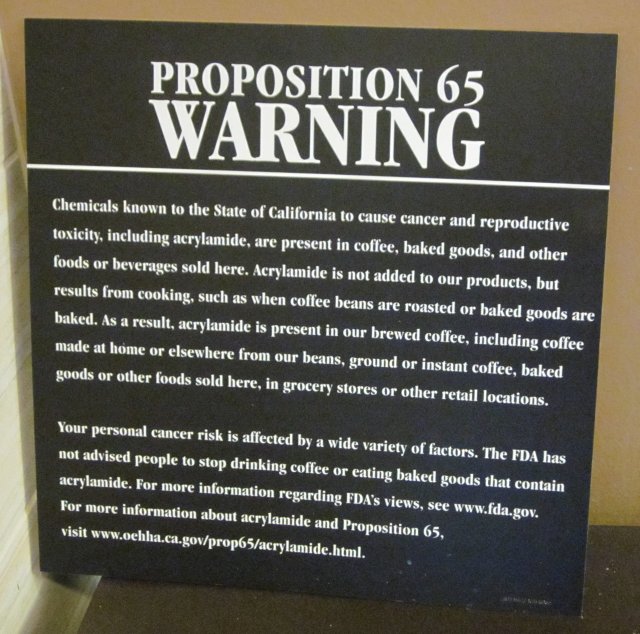 PROPOSITION 65
WARNING
Chemicals known to the State of California to cause cancer and reproductive
toxicity, including acrylamide, are present in coffee, baked goods, and other
foods or beverages sold here. Acrylamide is not added to our products, but
results from cooking, such as when coffee beans are roasted or baked goods are
baked. As a result, acrylamide is present in our brewed coffee, including coffee
made at home or elsewhere from our beans, ground or instant coffee, baked
goods or other foods sold here, in grocery stores or other retail locations.
Your personal cancer risk is affected by a wide variety of factors. The FDA has
not advised people to stop drinking coffee or eating baked goods that contain
acrylamide. For more information regarding FDA's views, see www.fda.gov.
For more information about acrylamide and Proposition 65,
visit www.oehha.ca.gov/prop65/acrylamide.html.